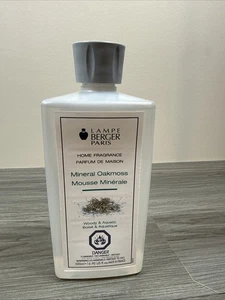 LAMPE
BERGER
PARIS
HOME FRAGRANCE
PARFUM DE MAISON
Mineral Oakmoss
Mousse Minérale
Woody & Aquatic
Boisé & Aquatique
DANGER